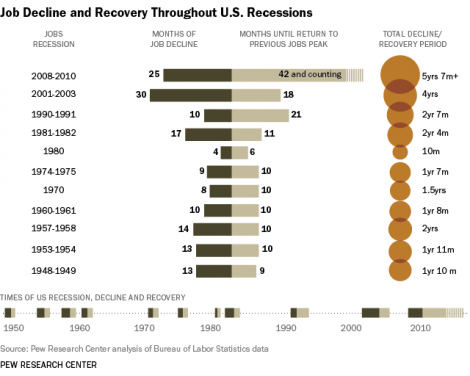 Job Decline and Recovery Throughout U.S. Recessions
JOBS RECESSION
MONTHS OF JOB DECLINE
MONTHS UNTIL RETURN TO PREVIOUS JOBS PEAK
TOTAL DECLINE/ RECOVERY PERIOD
2008-2010 25 42 and counting 5yrs 7m+
2001-2003 30 18 4yrs
1990-1991 10 21 2yr 7m
1981-1982 17 11 2yr 4m
1980 4 6 10m
1974-1975 9 10 1yr 7m
1970 8 10 1.5yrs
1960-1961 10 10 1yr 8m
1957-1958 14 10 2yrs
1953-1954 13 10 1yr 11m
1948-1949 13 9 1yr 10 m
TIMES OF US RECESSION, DECLINE AND RECOVERY
1950 1960 1970 1980 1990 2000 2010
Source: Pew Research Center analysis of Bureau of Labor Statistics data
PEW RESEARCH CENTER